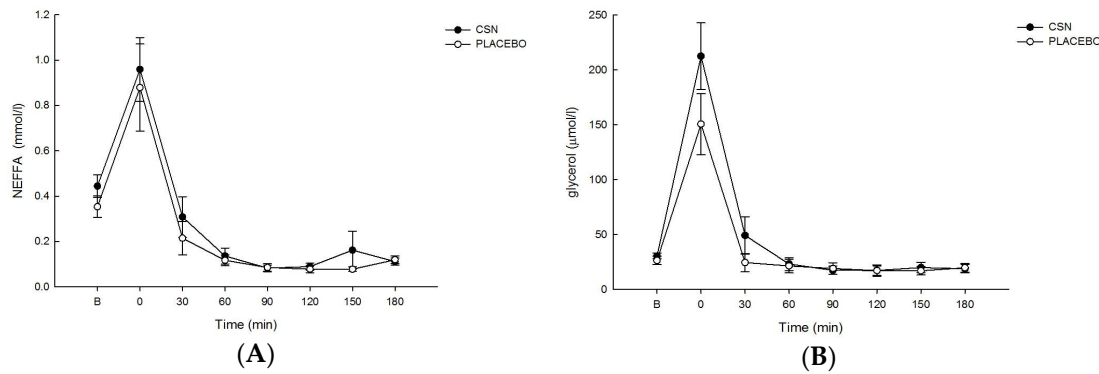 1.2
1.0
0.8
0.6
0.4
0.2
0.0
NEFFA (mmol/l)
B 0 30 60 90 120 150 180
Time (min)
CSN
PLACEBO
(A)
250
200
150
100
50
0
glycerol (μmol/l)
B 0 30 60 90 120 150 180
Time (min)
CSN
PLACEBO
(B)